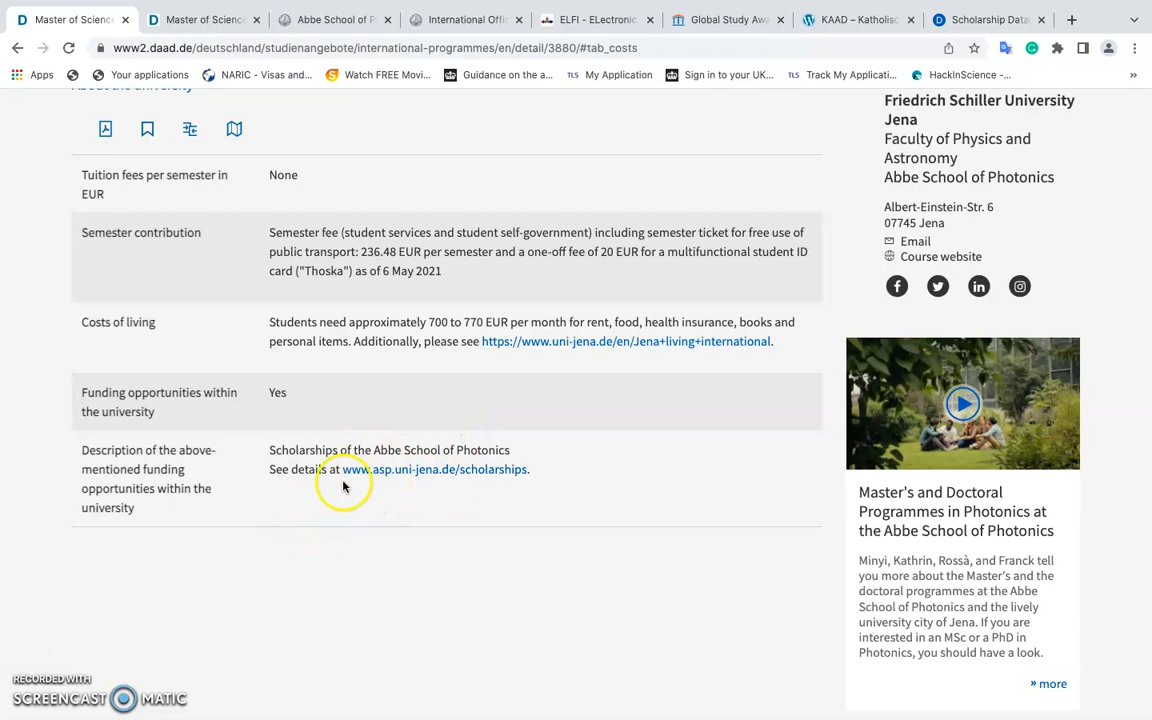 Master of Science
Master of Science
Abbe School of P
International Offic
ELFI - ELectronic
Global Study Awa
KAAD – Katholisc
Scholarship Data
www2.daad.de/deutschland/studienangebote/international-programmes/en/detail/3880/#tab_costs
Apps
Your applications
NARIC - Visas and...
Watch FREE Movi...
Guidance on the a...
TLS My Application
Sign in to your UK...
TLS Track My Applicati...
HackInScience -...
About the university
Tuition fees per semester in
EUR
None
Semester contribution
Semester fee (student services and student self-government) including semester ticket for free use of
public transport: 236.48 EUR per semester and a one-off fee of 20 EUR for a multifunctional student ID
card ("Thoska") as of 6 May 2021
Costs of living
Students need approximately 700 to 770 EUR per month for rent, food, health insurance, books and
personal items. Additionally, please see https://www.uni-jena.de/en/Jena+living+international.
Funding opportunities within
the university
Yes
Description of the above-
mentioned funding
opportunities within the
university
Scholarships of the Abbe School of Photonics
See details at www.asp.uni-jena.de/scholarships.
Friedrich Schiller University
Jena
Faculty of Physics and
Astronomy
Abbe School of Photonics
Albert-Einstein-Str. 6
07745 Jena
Email
Course website
Master's and Doctoral
Programmes in Photonics at
the Abbe School of Photonics
Minyi, Kathrin, Rossà, and Franck tell
you more about the Master's and the
doctoral programmes at the Abbe
School of Photonics and the lively
university city of Jena. If you are
interested in an MSc or a PhD in
Photonics, you should have a look.
» more
RECORDED WITH
SCREENCAST MATIC